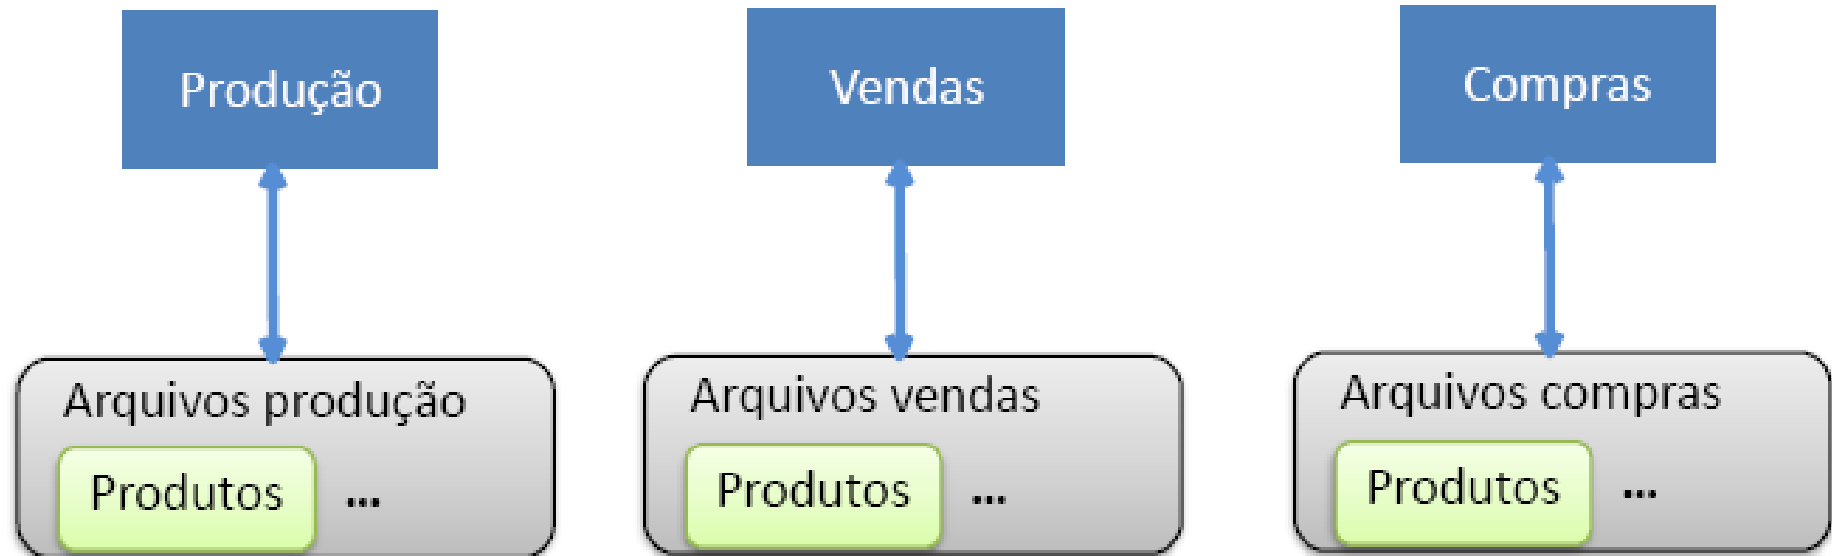 Produção
Vendas
Compras
Arquivos produção
Produtos ...
Arquivos vendas
Produtos ...
Arquivos compras
Produtos ...